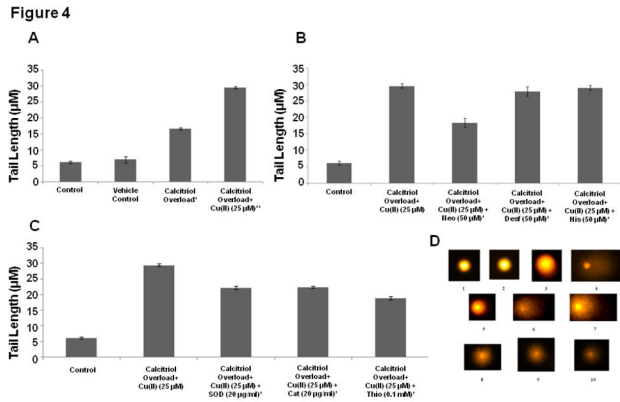 Figure 4
A
Tail Length (µM)
35
30
25
20
15
10
5
0
Control
Vehicle Control
Calcitriol Overload*
Calcitriol Overload+ Cu(II) (25 µM)**
B
Tail Length (µM)
35
30
25
20
15
10
5
0
Control
Calcitriol Overload+ Cu(II) (25 µM)
Calcitriol Overload+ Cu(II) (25 µM) + Neo (50 µM)*
Calcitriol Overload+ Cu(II) (25 µM) + Desf (50 µM)*
Calcitriol Overload+ Cu(II) (25 µM) + His (50 µM)*
C
Tail Length (µM)
35
30
25
20
15
10
5
0
Control
Calcitriol Overload+ Cu(II) (25 µM)
Calcitriol Overload+ Cu(II) (25 µM) + SOD (20 µg/ml)*
Calcitriol Overload+ Cu(II) (25 µM) + Cat (20 µg/ml)*
Calcitriol Overload+ Cu(II) (25 µM) + Thio (0.1 mM)*
D
1 2 3 4
5 6 7
8 9 10